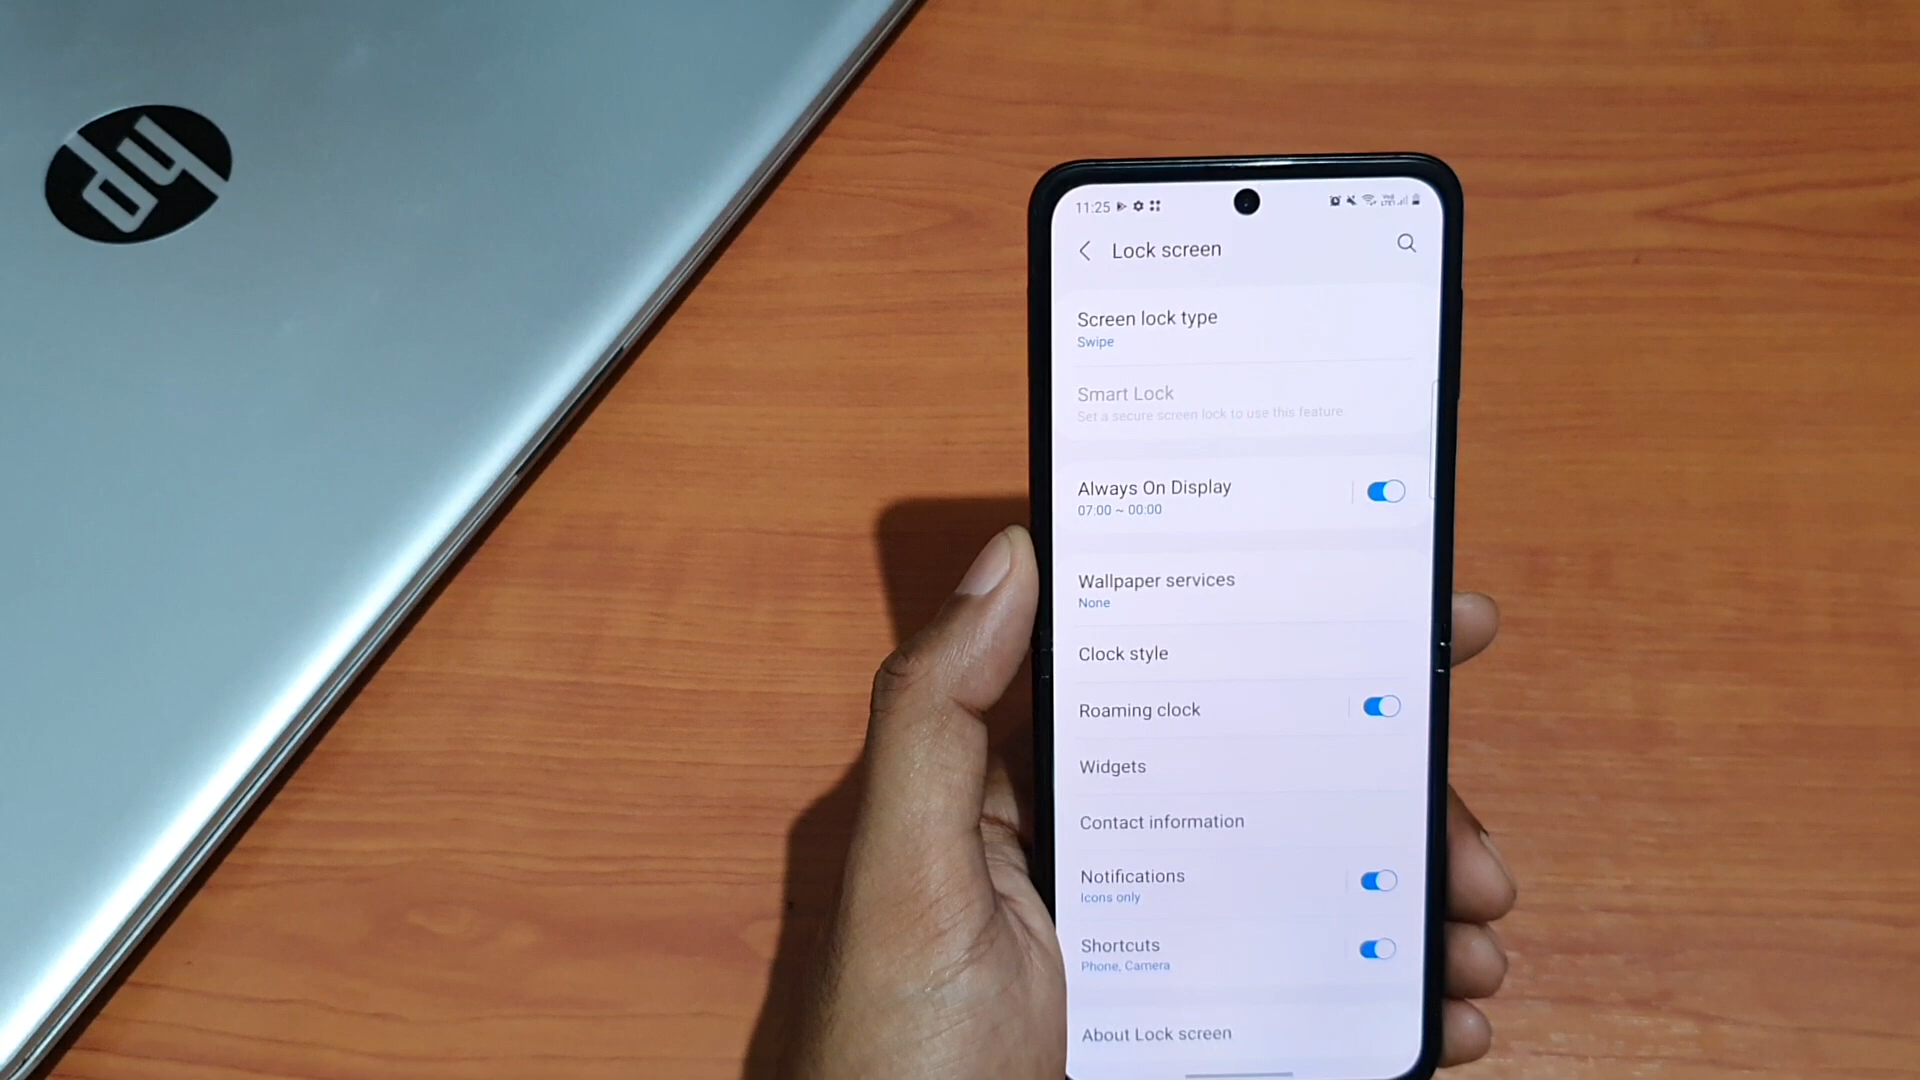 hp
11:25
Lock screen
Screen lock type
Swipe
Smart Lock
Set a secure screen lock to use this feature.
Always On Display
07:00 ~ 00:00
Wallpaper services
None
Clock style
Roaming clock
Widgets
Contact information
Notifications
Icons only
Shortcuts
Phone, Camera
About Lock screen